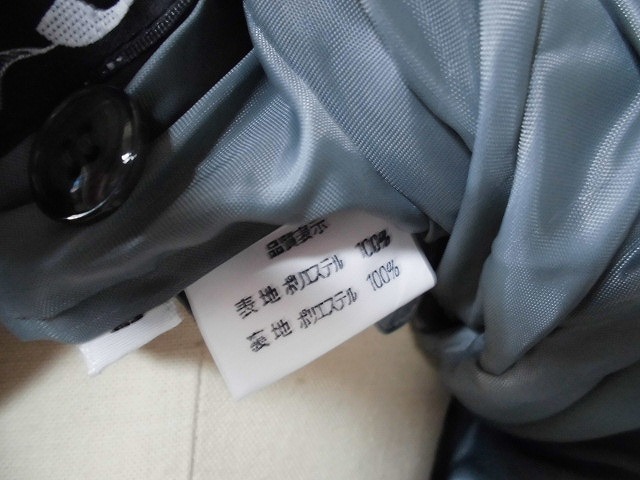 品質表示
表地 ポリエステル 100%
裏地 ポリエステル 100%